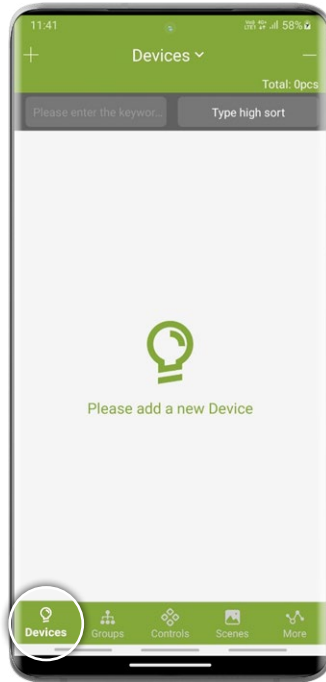 11:41
58%
Devices
Total: 0pcs
Please enter the keywor...
Type high sort
Please add a new Device
Devices
Groups
Controls
Scenes
More